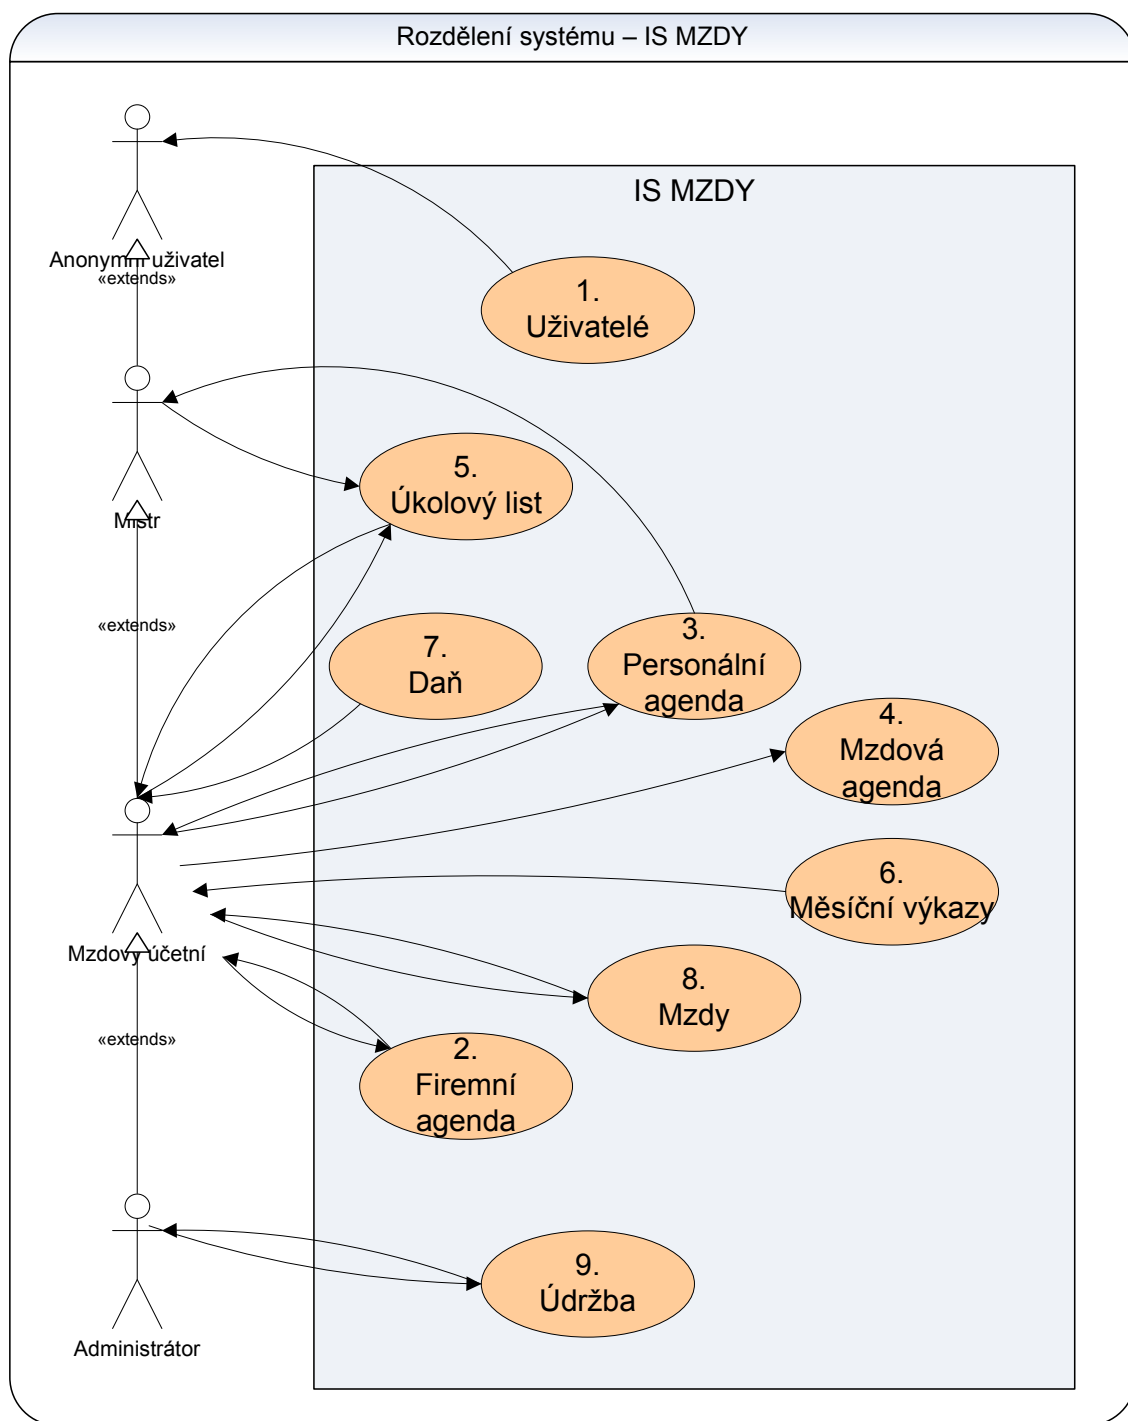 Rozdělení systému – IS MZDY
IS MZDY
Anonymní uživatel
«extends»
1.
Uživatelé
5.
Úkolový list
Mistr
«extends»
7.
Daň
3.
Personální
agenda
4.
Mzdová
agenda
6.
Měsíční výkazy
Mzdový účetní
8.
Mzdy
«extends»
2.
Firemní
agenda
9.
Údržba
Administrátor